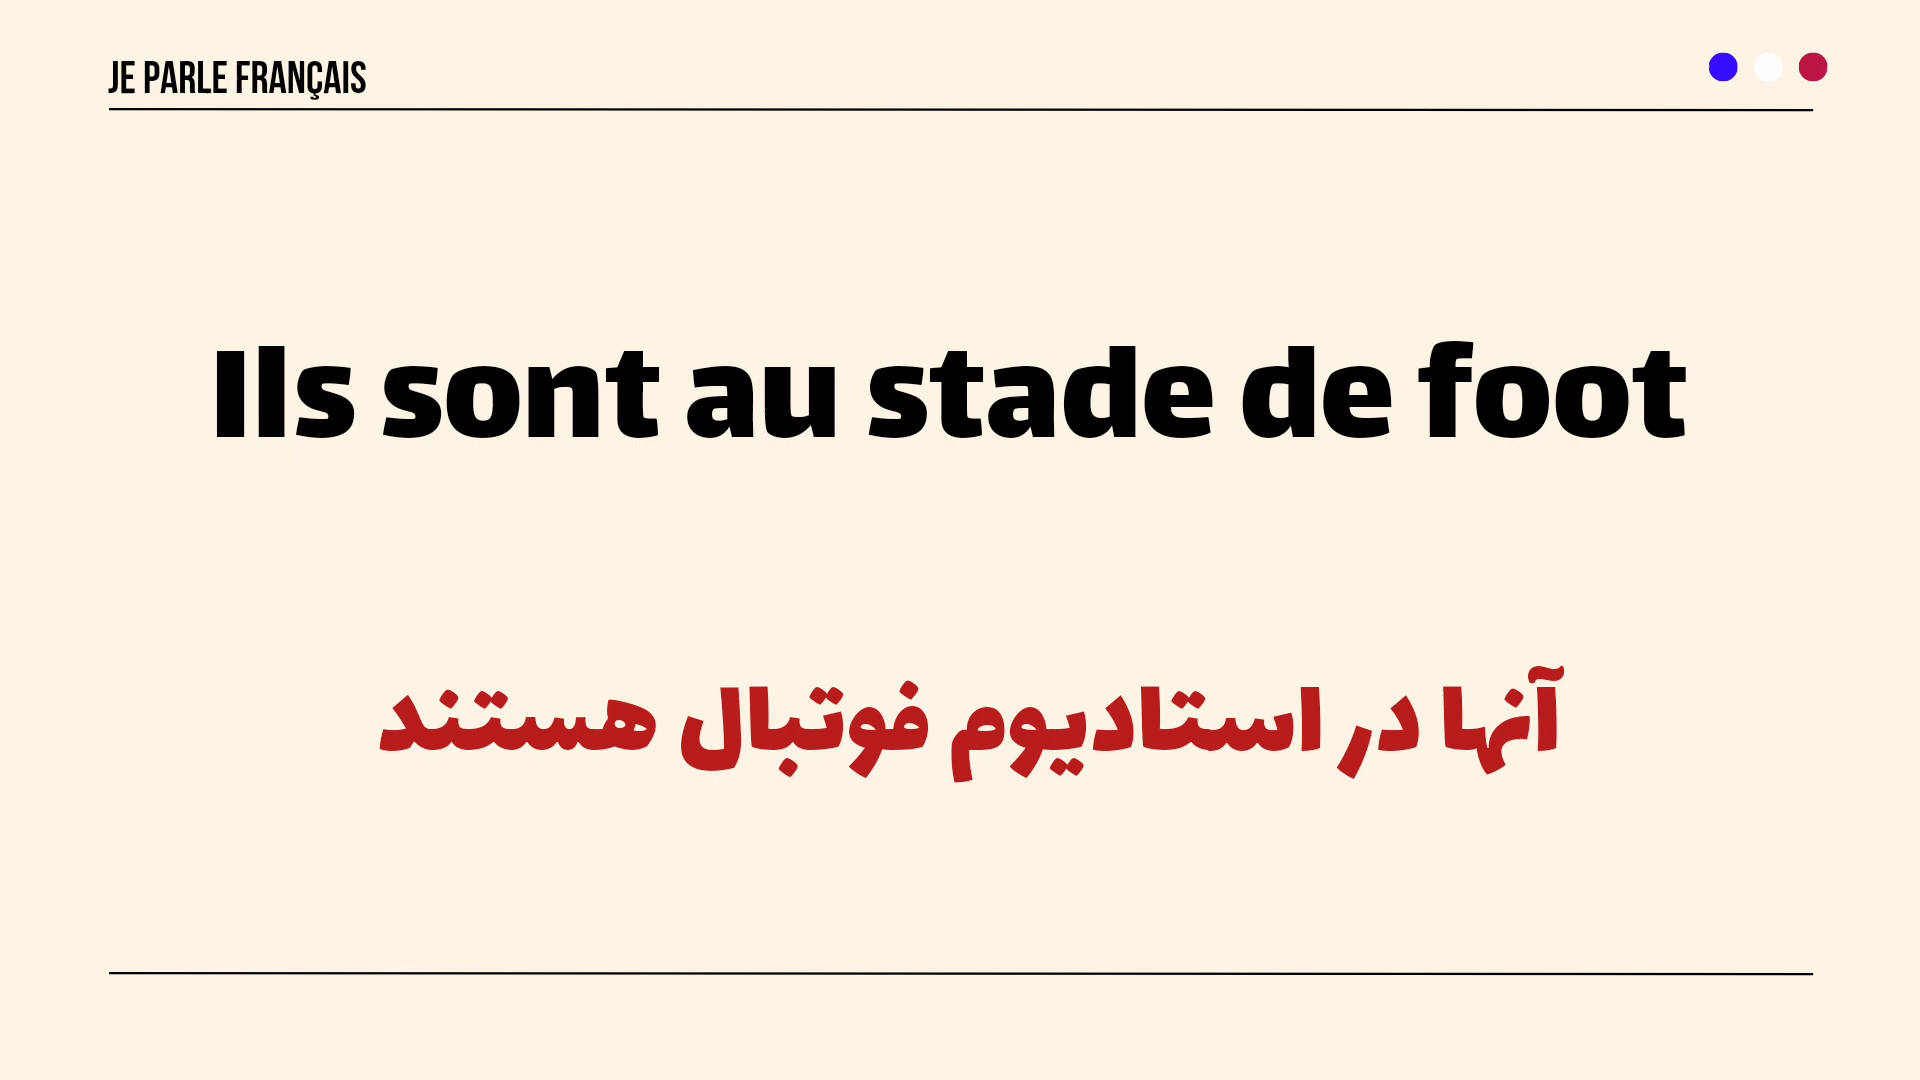 JE PARLE FRANÇAIS
Ils sont au stade de foot
آنها در استادیوم فوتبال هستند